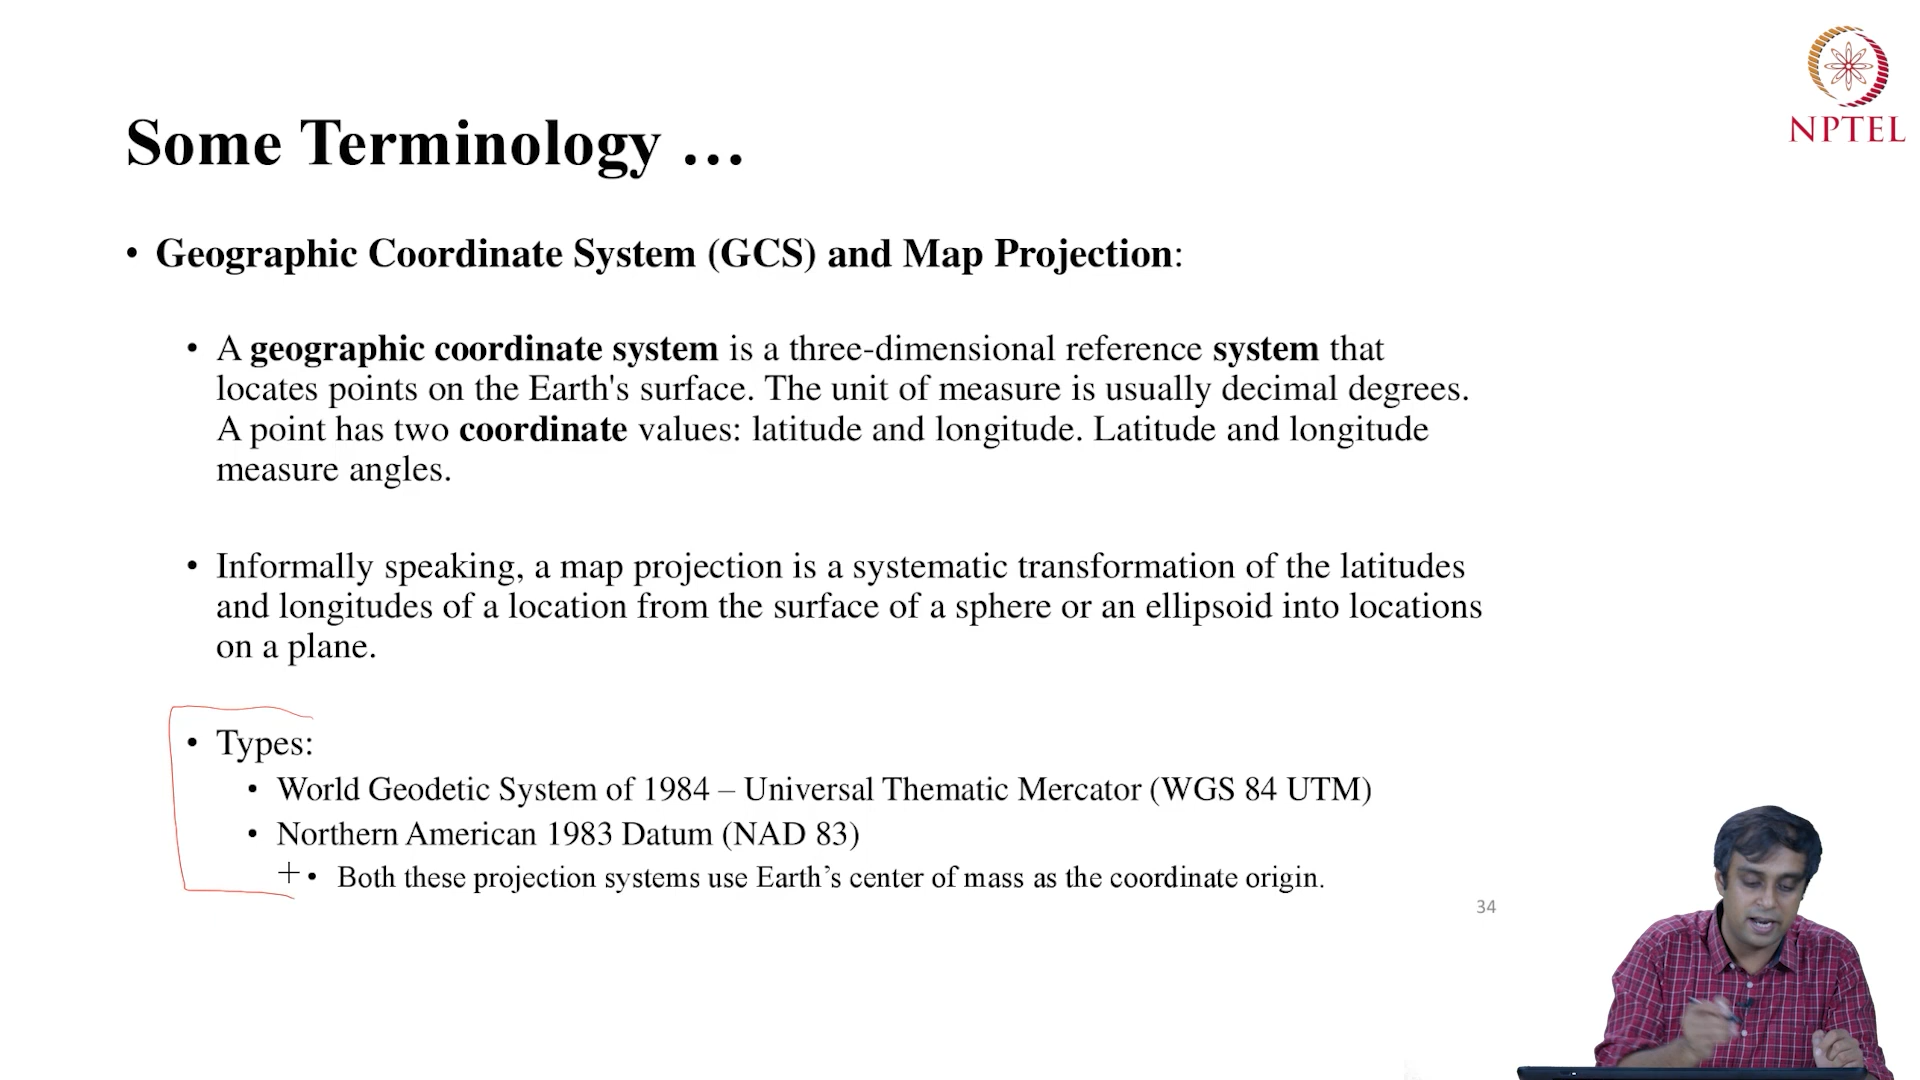 NPTEL
Some Terminology …
• Geographic Coordinate System (GCS) and Map Projection:
• A geographic coordinate system is a three-dimensional reference system that
locates points on the Earth's surface. The unit of measure is usually decimal degrees.
A point has two coordinate values: latitude and longitude. Latitude and longitude
measure angles.
• Informally speaking, a map projection is a systematic transformation of the latitudes
and longitudes of a location from the surface of a sphere or an ellipsoid into locations
on a plane.
• Types:
• World Geodetic System of 1984 – Universal Thematic Mercator (WGS 84 UTM)
• Northern American 1983 Datum (NAD 83)
• Both these projection systems use Earth’s center of mass as the coordinate origin.
34